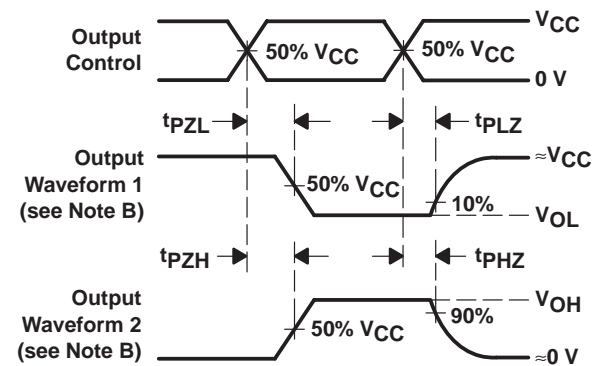 Output
Control
50% VCC
50% VCC
VCC
0 V
tPZL
tPLZ
Output
Waveform 1
(see Note B)
50% VCC
10%
≈VCC
VOL
tPZH
tPHZ
Output
Waveform 2
(see Note B)
50% VCC
90%
VOH
≈0 V